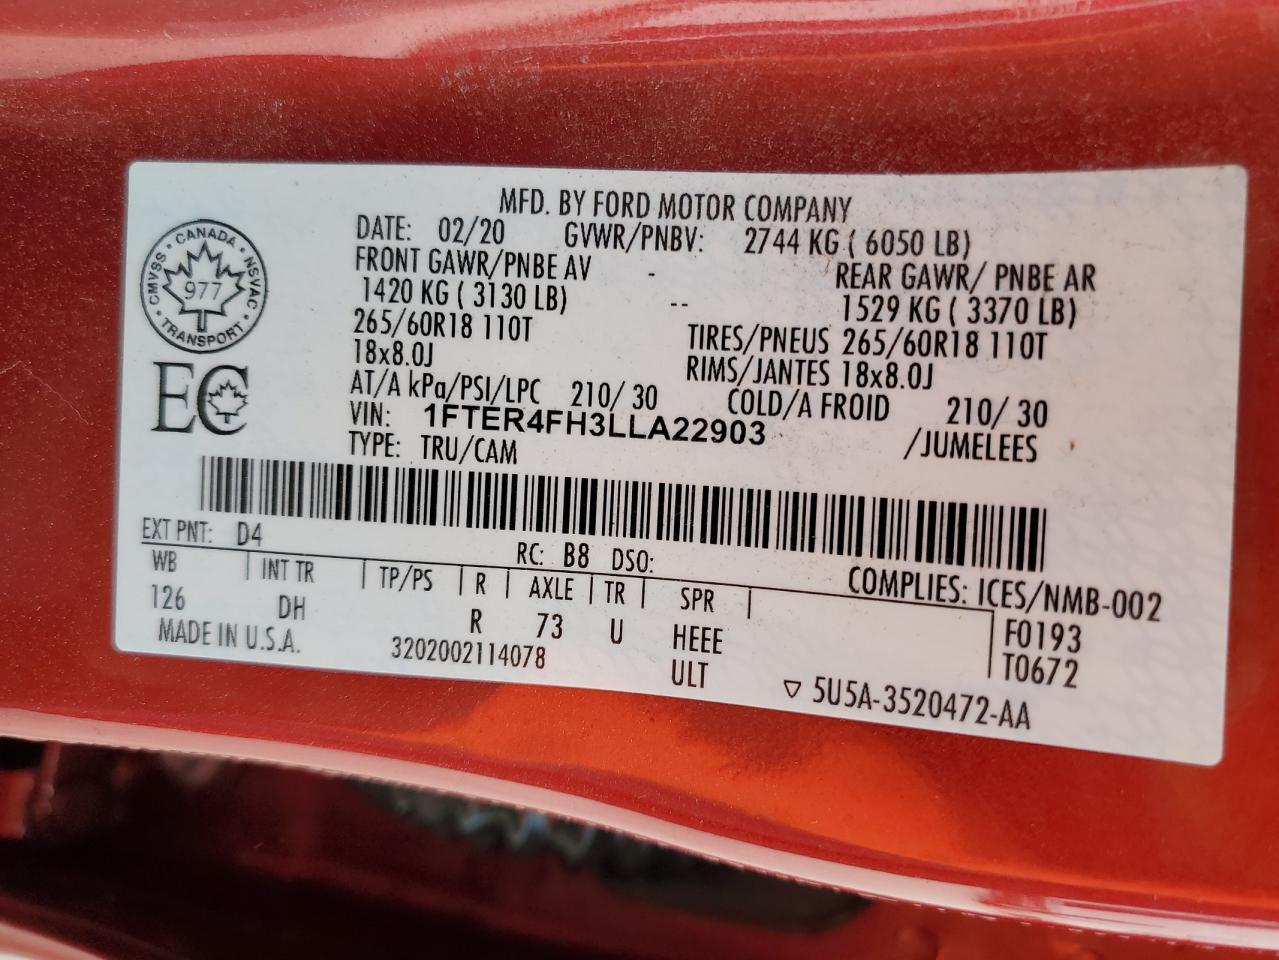 MFD. BY FORD MOTOR COMPANY
DATE: 02/20 GVWR/PNBV: 2744 KG ( 6050 LB)
FRONT GAWR/PNBE AV - REAR GAWR/ PNBE AR
1420 KG ( 3130 LB) -- 1529 KG ( 3370 LB)
265/60R18 110T TIRES/PNEUS 265/60R18 110T
18x8.0J RIMS/JANTES 18x8.0J
AT/A kPa/PSI/LPC 210/ 30 COLD/A FROID 210/ 30
VIN: 1FTER4FH3LLA22903 /JUMELEES
TYPE: TRU/CAM
CMVSS • CANADA • NSVAC • TRANSPORT •
977
EC
EXT PNT: D4 RC: B8 DSO: COMPLIES: ICES/NMB-002
WB | INT TR | TP/PS | R | AXLE | TR | SPR |
126 DH R 73 U HEEE F0193
MADE IN U.S.A. 3202002114078 ULT T0672
▽ 5U5A-3520472-AA